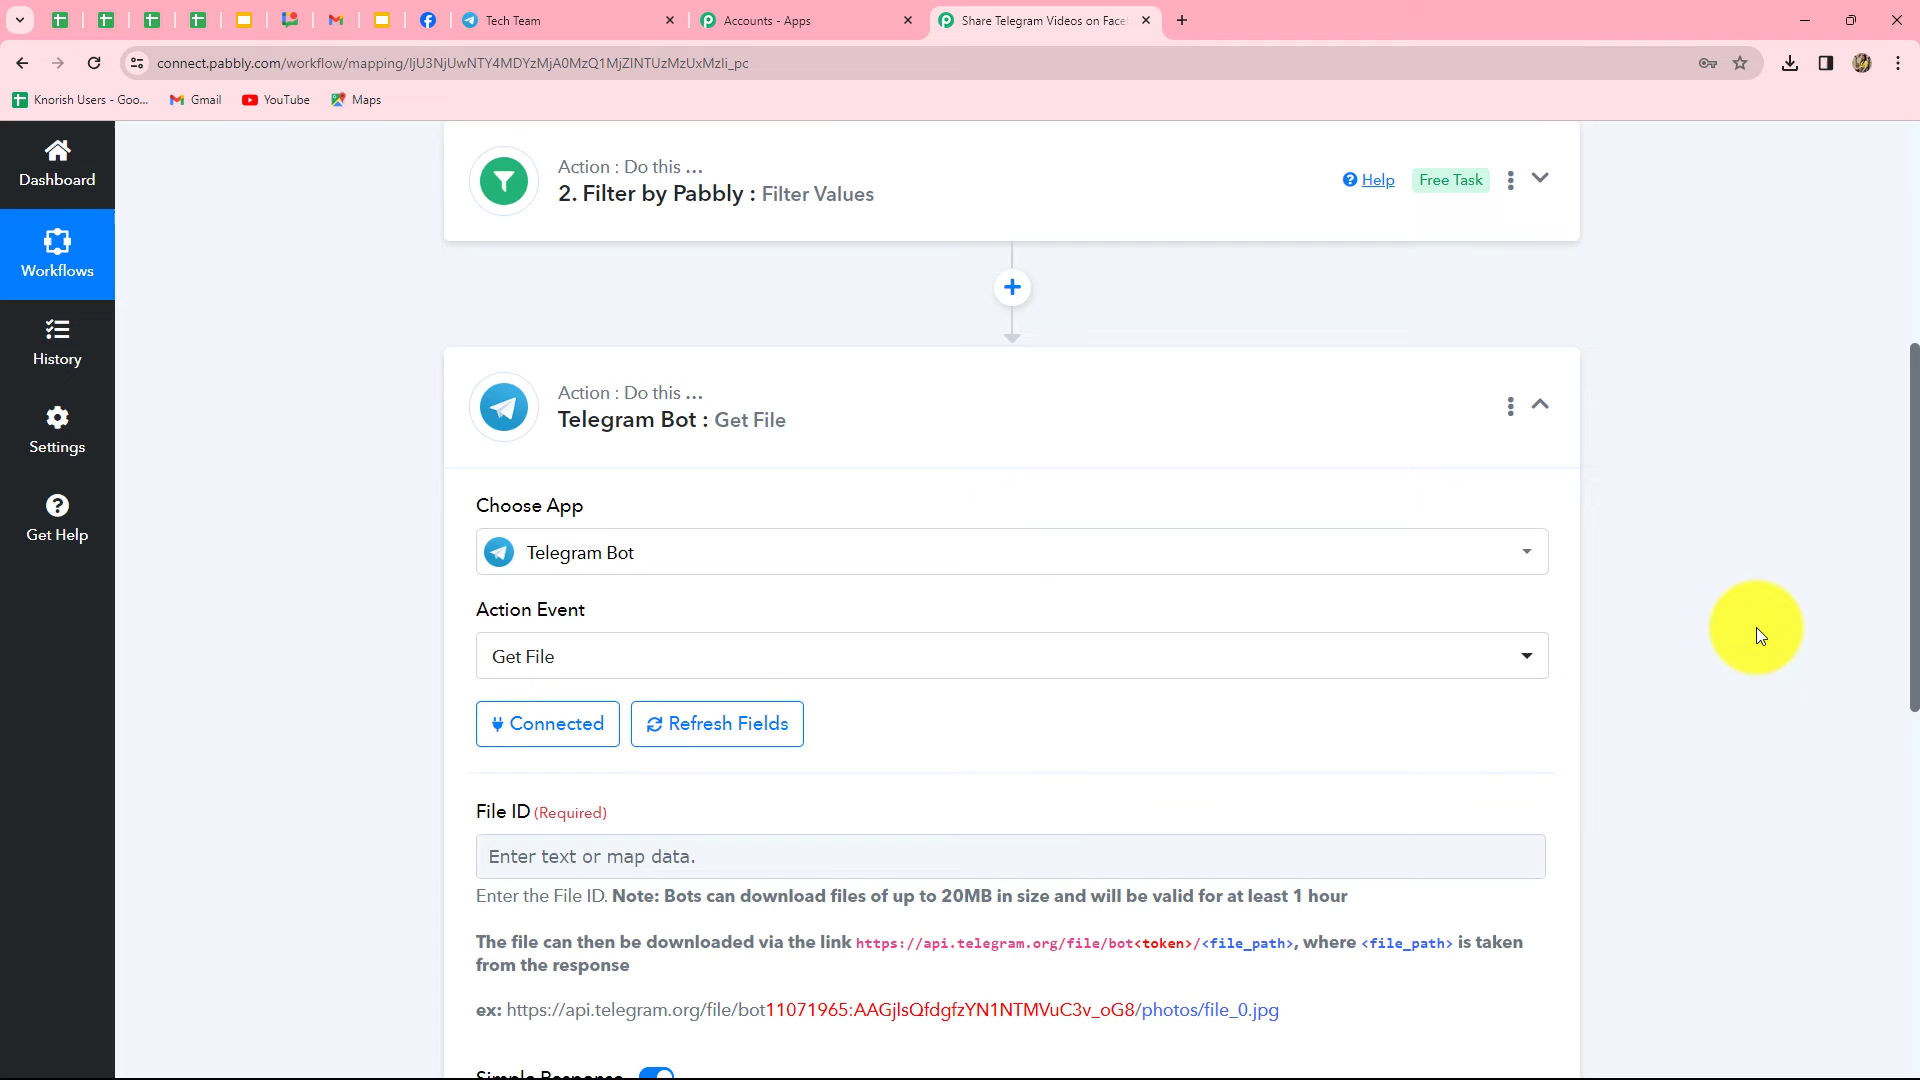 Tech Team
Accounts - Apps
Share Telegram Videos on Face
connect.pabbly.com/workflow/mapping/IjU3NjUwNTY4MDYzMjA0MzQ1MjZlNTUzMzUxMzIi_pc
Knorish Users - Goo...
Gmail
YouTube
Maps
Dashboard
Workflows
History
Settings
Get Help
Action : Do this ...
2. Filter by Pabbly : Filter Values
Help
Free Task
Action : Do this ...
Telegram Bot : Get File
Choose App
Telegram Bot
Action Event
Get File
Connected
Refresh Fields
File ID (Required)
Enter text or map data.
Enter the File ID. Note: Bots can download files of up to 20MB in size and will be valid for at least 1 hour
The file can then be downloaded via the link https://api.telegram.org/file/bot<token>/<file_path>, where <file_path> is taken
from the response
ex: https://api.telegram.org/file/bot11071965:AAGjlsQfdgfzYN1NTMVuC3v_oG8/photos/file_0.jpg
Simple Response